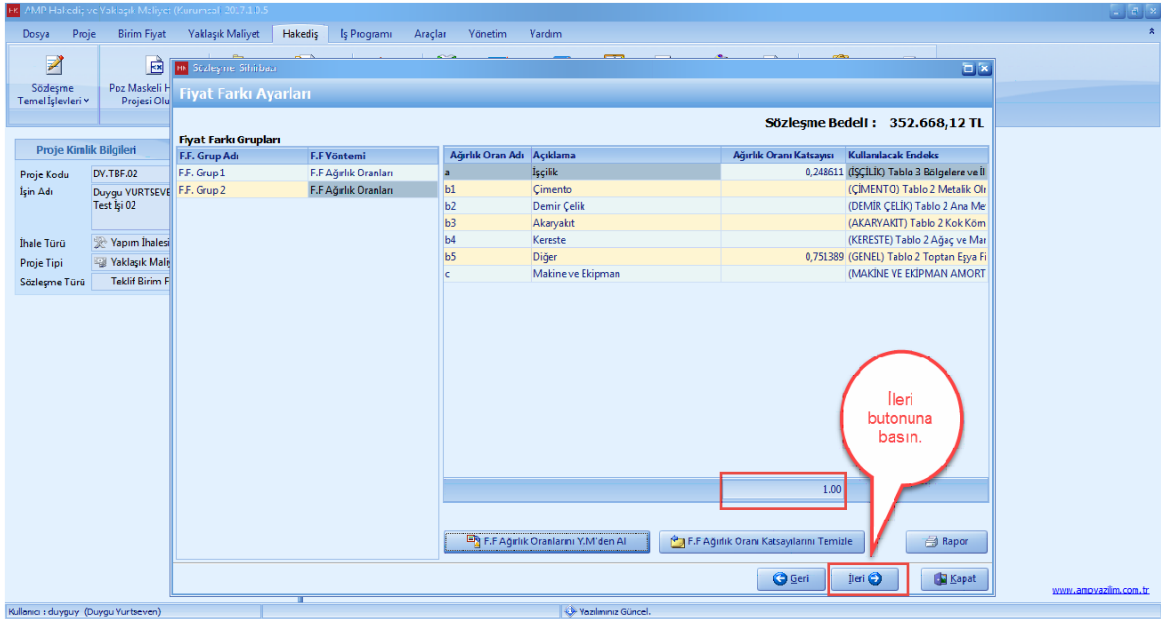 AMP Hakediş ve Yaklaşık Maliyet (Kurumsal) 2017.1.0.5
Dosya Proje Birim Fiyat Yaklaşık Maliyet Hakediş İş Programı Araçlar Yönetim Yardım
Sözleşme
Temel İşlevleri
Poz Maskeli H
Projesi Olu
Sözleşme Sihirbazı
Fiyat Farkı Ayarları
Sözleşme Bedeli : 352.668,12 TL
Proje Kimlik Bilgileri
Proje Kodu DY.TBF.02
İşin Adı Duygu YURTSEVE
Test İşi 02
İhale Türü Yapım İhalesi
Proje Tipi Yaklaşık Maliy
Sözleşme Türü Teklif Birim F
Fiyat Farkı Grupları
F.F. Grup Adı F.F Yöntemi
F.F. Grup 1 F.F Ağırlık Oranları
F.F. Grup 2 F.F Ağırlık Oranları
Ağırlık Oran Adı Açıklama Ağırlık Oranı Katsayısı Kullanılacak Endeks
a İşçilik 0,248611 (İŞÇİLİK) Tablo 3 Bölgelere ve İl
b1 Çimento (ÇİMENTO) Tablo 2 Metalik Olr
b2 Demir Çelik (DEMİR ÇELİK) Tablo 2 Ana Me
b3 Akaryakıt (AKARYAKIT) Tablo 2 Kok Köm
b4 Kereste (KERESTE) Tablo 2 Ağaç ve Mar
b5 Diğer 0,751389 (GENEL) Tablo 2 Toptan Eşya Fi
c Makine ve Ekipman (MAKİNE VE EKİPMAN AMORT
İleri
butonuna
basın.
1.00
F.F Ağırlık Oranlarını Y.M'den Al F.F Ağırlık Oranı Katsayılarını Temizle Rapor
Geri İleri Kapat
www.ampyazilim.com.tr
Kullanıcı : duyguy (Duygu Yurtseven) Yazılımınız Güncel.